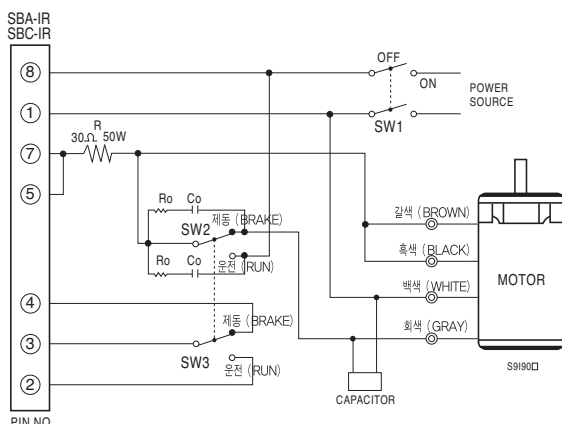 SBA-IR
SBC-IR
⑧
OFF
ON
POWER
SOURCE
①
SW1
R
30Ω 50W
⑦
⑤
Ro Co
제동 (BRAKE)
SW2
Ro Co
운전 (RUN)
갈색 (BROWN)
흑색 (BLACK)
백색 (WHITE)
회색 (GRAY)
MOTOR
S9I90□
④
제동 (BRAKE)
③
SW3
운전 (RUN)
②
CAPACITOR
PIN NO